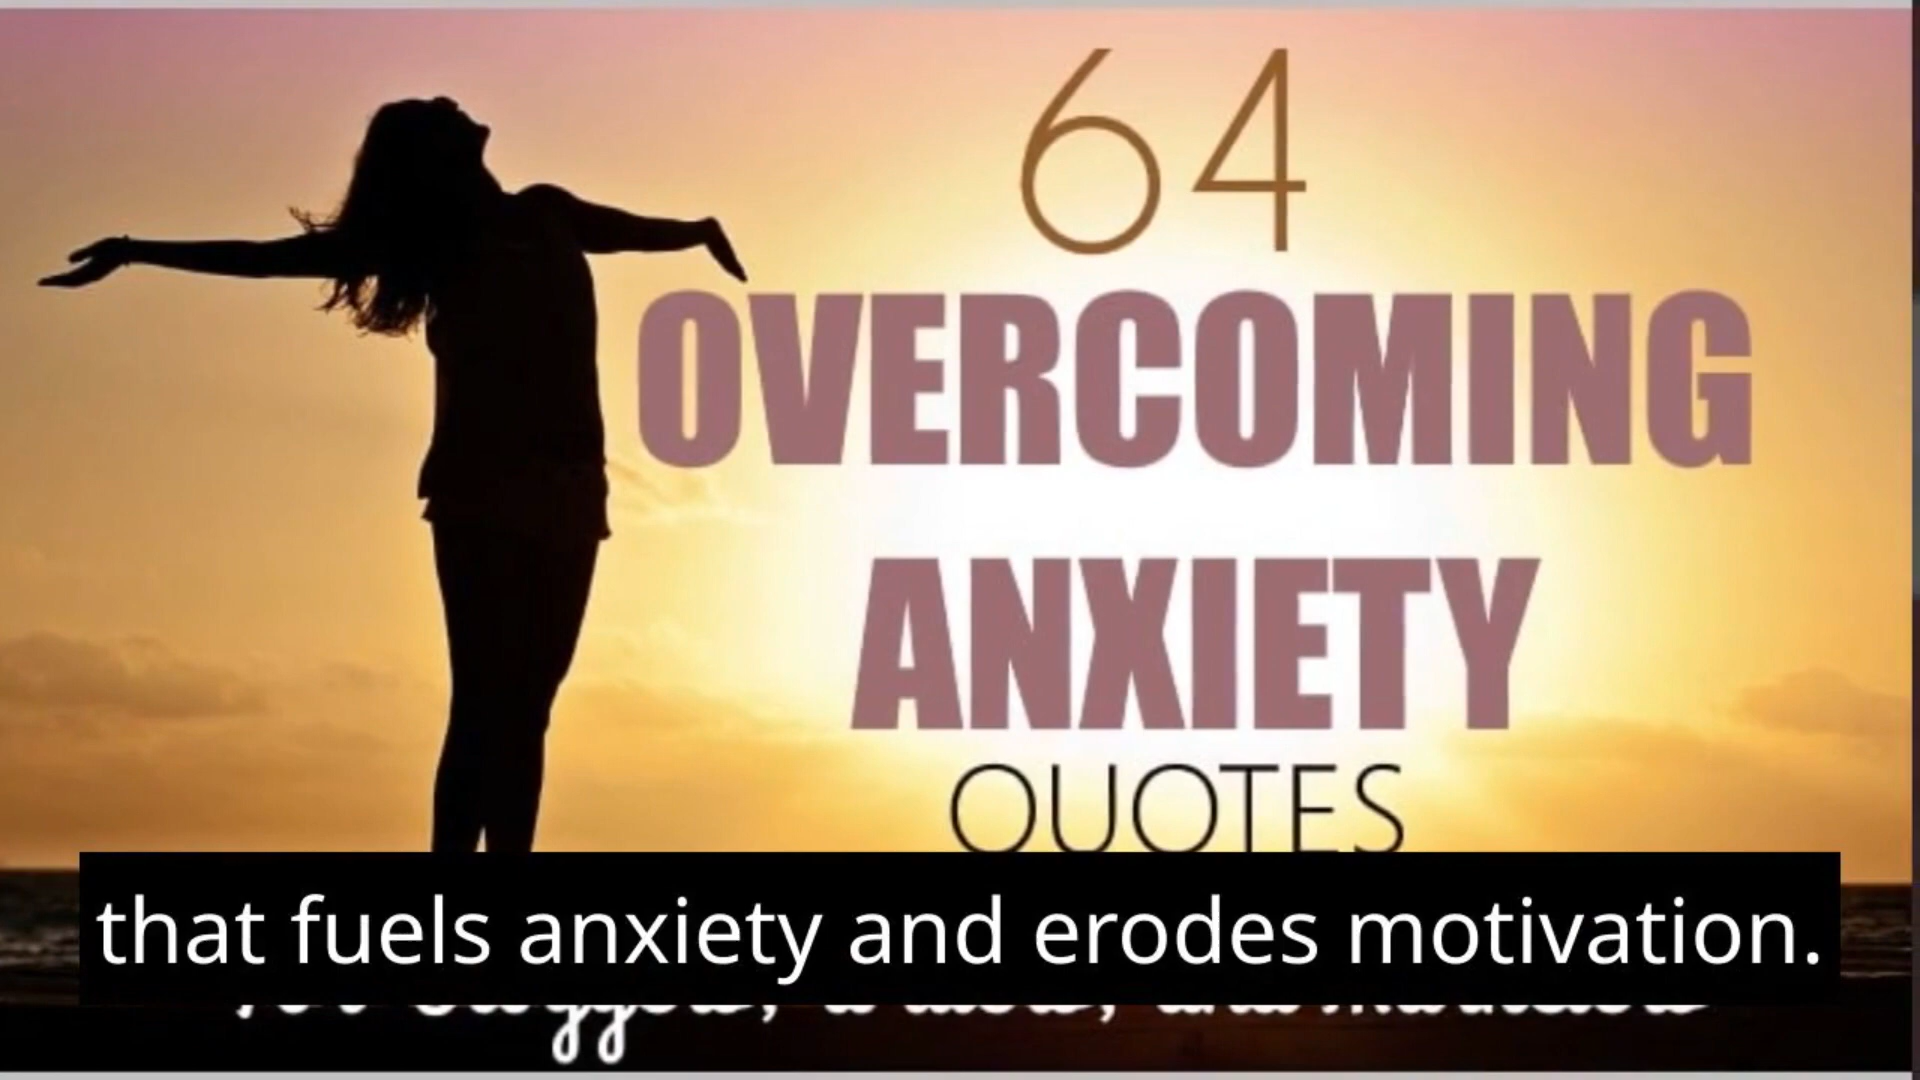 64
OVERCOMING
ANXIETY
QUOTES
that fuels anxiety and erodes motivation.